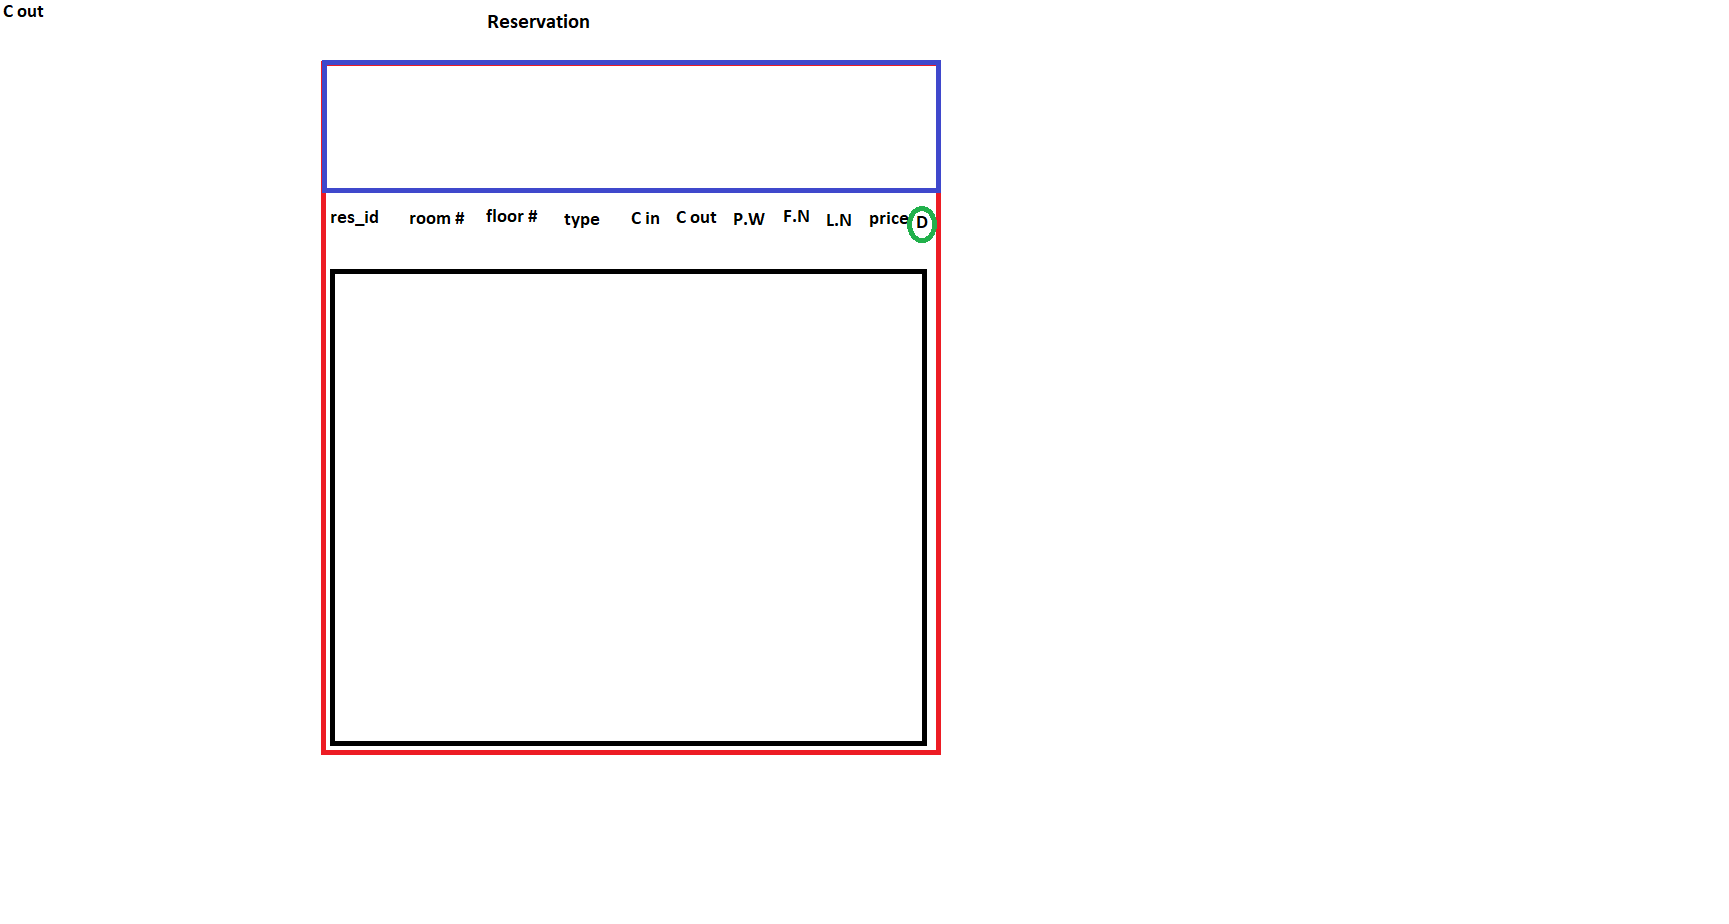 C out
Reservation
res_id room # floor # type C in C out P.W F.N L.N price D